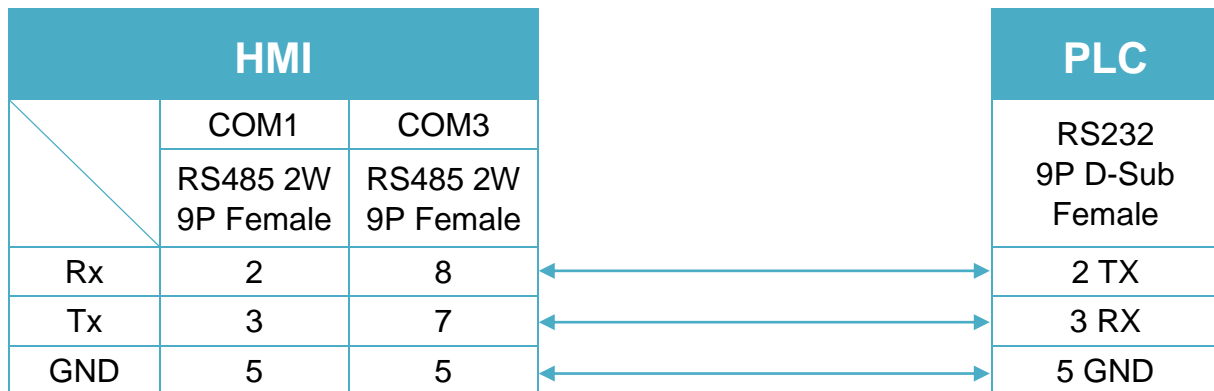 HMI PLC
COM1 COM3
RS485 2W RS485 2W
9P Female 9P Female
RS232
9P D-Sub
Female
Rx 2 8 2 TX
Tx 3 7 3 RX
GND 5 5 5 GND